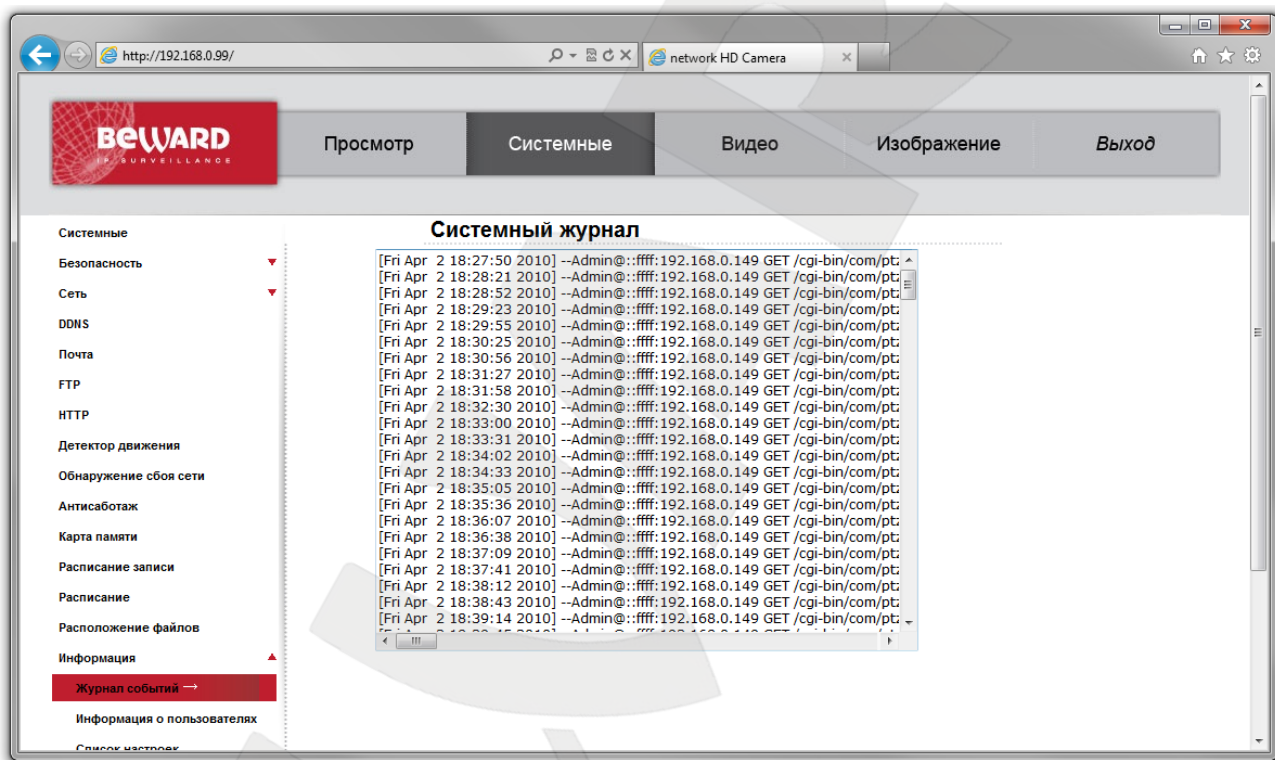 http://192.168.0.99/
network HD Camera
BEWARD
IP SURVEILLANCE
Просмотр
Системные
Видео
Изображение
Выход
Системные
Безопасность
Сеть
DDNS
Почта
FTP
HTTP
Детектор движения
Обнаружение сбоя сети
Антисаботаж
Карта памяти
Расписание записи
Расписание
Расположение файлов
Информация
Журнал событий →
Информация о пользователях
Список настроек
Системный журнал
[Fri Apr 2 18:27:50 2010] --Admin@::ffff:192.168.0.149 GET /cgi-bin/com/ptz
[Fri Apr 2 18:28:21 2010] --Admin@::ffff:192.168.0.149 GET /cgi-bin/com/ptz
[Fri Apr 2 18:28:52 2010] --Admin@::ffff:192.168.0.149 GET /cgi-bin/com/ptz
[Fri Apr 2 18:29:23 2010] --Admin@::ffff:192.168.0.149 GET /cgi-bin/com/ptz
[Fri Apr 2 18:29:55 2010] --Admin@::ffff:192.168.0.149 GET /cgi-bin/com/ptz
[Fri Apr 2 18:30:25 2010] --Admin@::ffff:192.168.0.149 GET /cgi-bin/com/ptz
[Fri Apr 2 18:30:56 2010] --Admin@::ffff:192.168.0.149 GET /cgi-bin/com/ptz
[Fri Apr 2 18:31:27 2010] --Admin@::ffff:192.168.0.149 GET /cgi-bin/com/ptz
[Fri Apr 2 18:31:58 2010] --Admin@::ffff:192.168.0.149 GET /cgi-bin/com/ptz
[Fri Apr 2 18:32:30 2010] --Admin@::ffff:192.168.0.149 GET /cgi-bin/com/ptz
[Fri Apr 2 18:33:00 2010] --Admin@::ffff:192.168.0.149 GET /cgi-bin/com/ptz
[Fri Apr 2 18:33:31 2010] --Admin@::ffff:192.168.0.149 GET /cgi-bin/com/ptz
[Fri Apr 2 18:34:02 2010] --Admin@::ffff:192.168.0.149 GET /cgi-bin/com/ptz
[Fri Apr 2 18:34:33 2010] --Admin@::ffff:192.168.0.149 GET /cgi-bin/com/ptz
[Fri Apr 2 18:35:05 2010] --Admin@::ffff:192.168.0.149 GET /cgi-bin/com/ptz
[Fri Apr 2 18:35:36 2010] --Admin@::ffff:192.168.0.149 GET /cgi-bin/com/ptz
[Fri Apr 2 18:36:07 2010] --Admin@::ffff:192.168.0.149 GET /cgi-bin/com/ptz
[Fri Apr 2 18:36:38 2010] --Admin@::ffff:192.168.0.149 GET /cgi-bin/com/ptz
[Fri Apr 2 18:37:09 2010] --Admin@::ffff:192.168.0.149 GET /cgi-bin/com/ptz
[Fri Apr 2 18:37:41 2010] --Admin@::ffff:192.168.0.149 GET /cgi-bin/com/ptz
[Fri Apr 2 18:38:12 2010] --Admin@::ffff:192.168.0.149 GET /cgi-bin/com/ptz
[Fri Apr 2 18:38:43 2010] --Admin@::ffff:192.168.0.149 GET /cgi-bin/com/ptz
[Fri Apr 2 18:39:14 2010] --Admin@::ffff:192.168.0.149 GET /cgi-bin/com/ptz